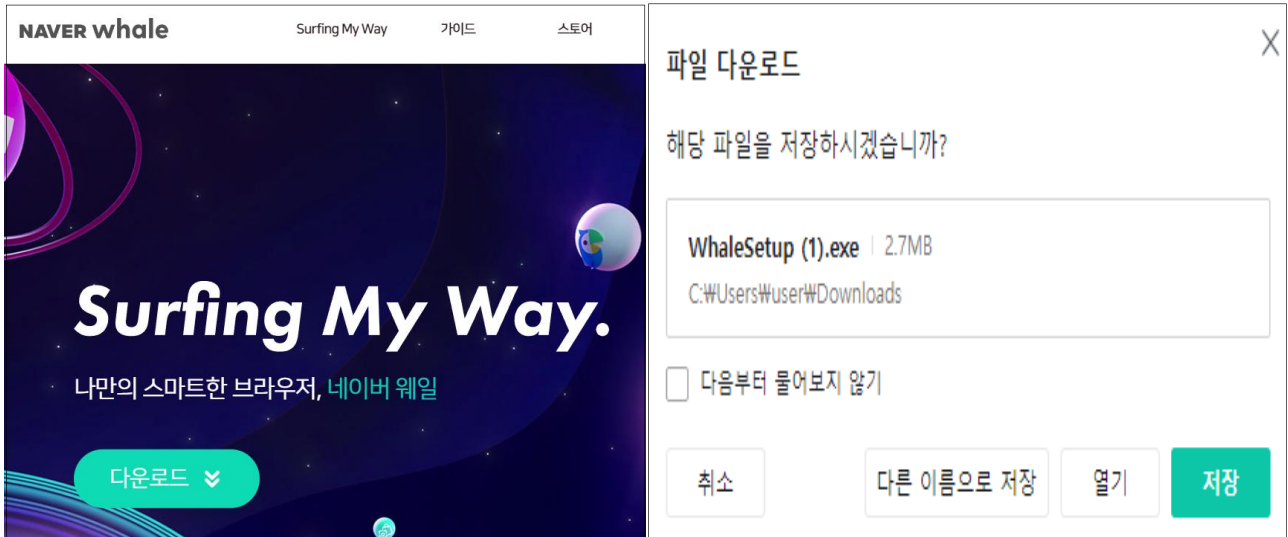 NAVER whale
Surfing My Way 가이드 스토어
Surfing My Way.
나만의 스마트한 브라우저, 네이버 웨일
다운로드
파일 다운로드
X
해당 파일을 저장하시겠습니까?
WhaleSetup (1).exe | 2.7MB
C:₩Users₩user₩Downloads
다음부터 물어보지 않기
취소 다른 이름으로 저장 열기 저장